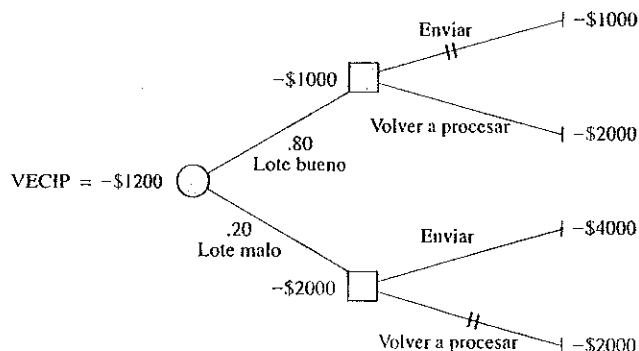 Enviar
-$1000
-$1000
Volver a procesar
-$2000
.80
Lote bueno
VECIP = -$1200
.20
Lote malo
Enviar
-$4000
-$2000
Volver a procesar
-$2000